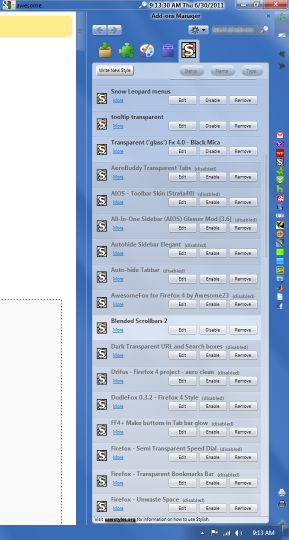 awesome
9:13:30 AM Thu 6/30/2011
Add-ons Manager
Write New Style
Status
Name
Type
Snow Leopard menus
More
Edit
Disable
Remove
tooltip transparent
More
Edit
Disable
Remove
Transparent ('glass') Fx 4.0 - Black Mica
More
Edit
Disable
Remove
AeroBuddy Transparent Tabs (disabled)
More
Edit
Enable
Remove
AIOS - Toolbar Skin (Strata40) (disabled)
More
Edit
Enable
Remove
All-In-One Sidebar (AIOS) Glasser Mod [3.6] (disabled)
More
Edit
Enable
Remove
Autohide Sidebar Elegant (disabled)
More
Edit
Enable
Remove
Auto-hide Tabbar (disabled)
More
Edit
Enable
Remove
AwesomeFox for Firefox 4 by Awesome23 (disabled)
More
Edit
Enable
Remove
Blended Scrollbars 2
More
Edit
Disable
Remove
Dark Transparent URL and Search boxes (disabled)
More
Edit
Enable
Remove
Drifus - Firefox 4 project - aero clean (disabled)
More
Edit
Enable
Remove
DudleFox 0.3.2 - Firefox 4 Style (disabled)
More
Edit
Enable
Remove
FF4+ Make buttons in Tab bar glow (disabled)
More
Edit
Enable
Remove
Firefox - Semi Transparent Speed Dial (disabled)
More
Edit
Enable
Remove
Firefox - Transparent Bookmarks Bar (disabled)
More
Edit
Enable
Remove
Firefox - Unwaste Space (disabled)
More
Edit
Enable
Remove
Visit userstyles.org for information on how to use Stylish
9:13 AM